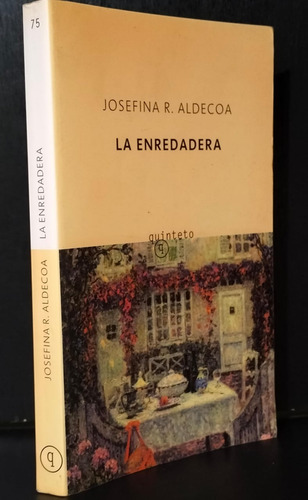 JOSEFINA R. ALDECOA
LA ENREDADERA
quinteto
q
75
LA ENREDADERA
JOSEFINA R. ALDECOA
q